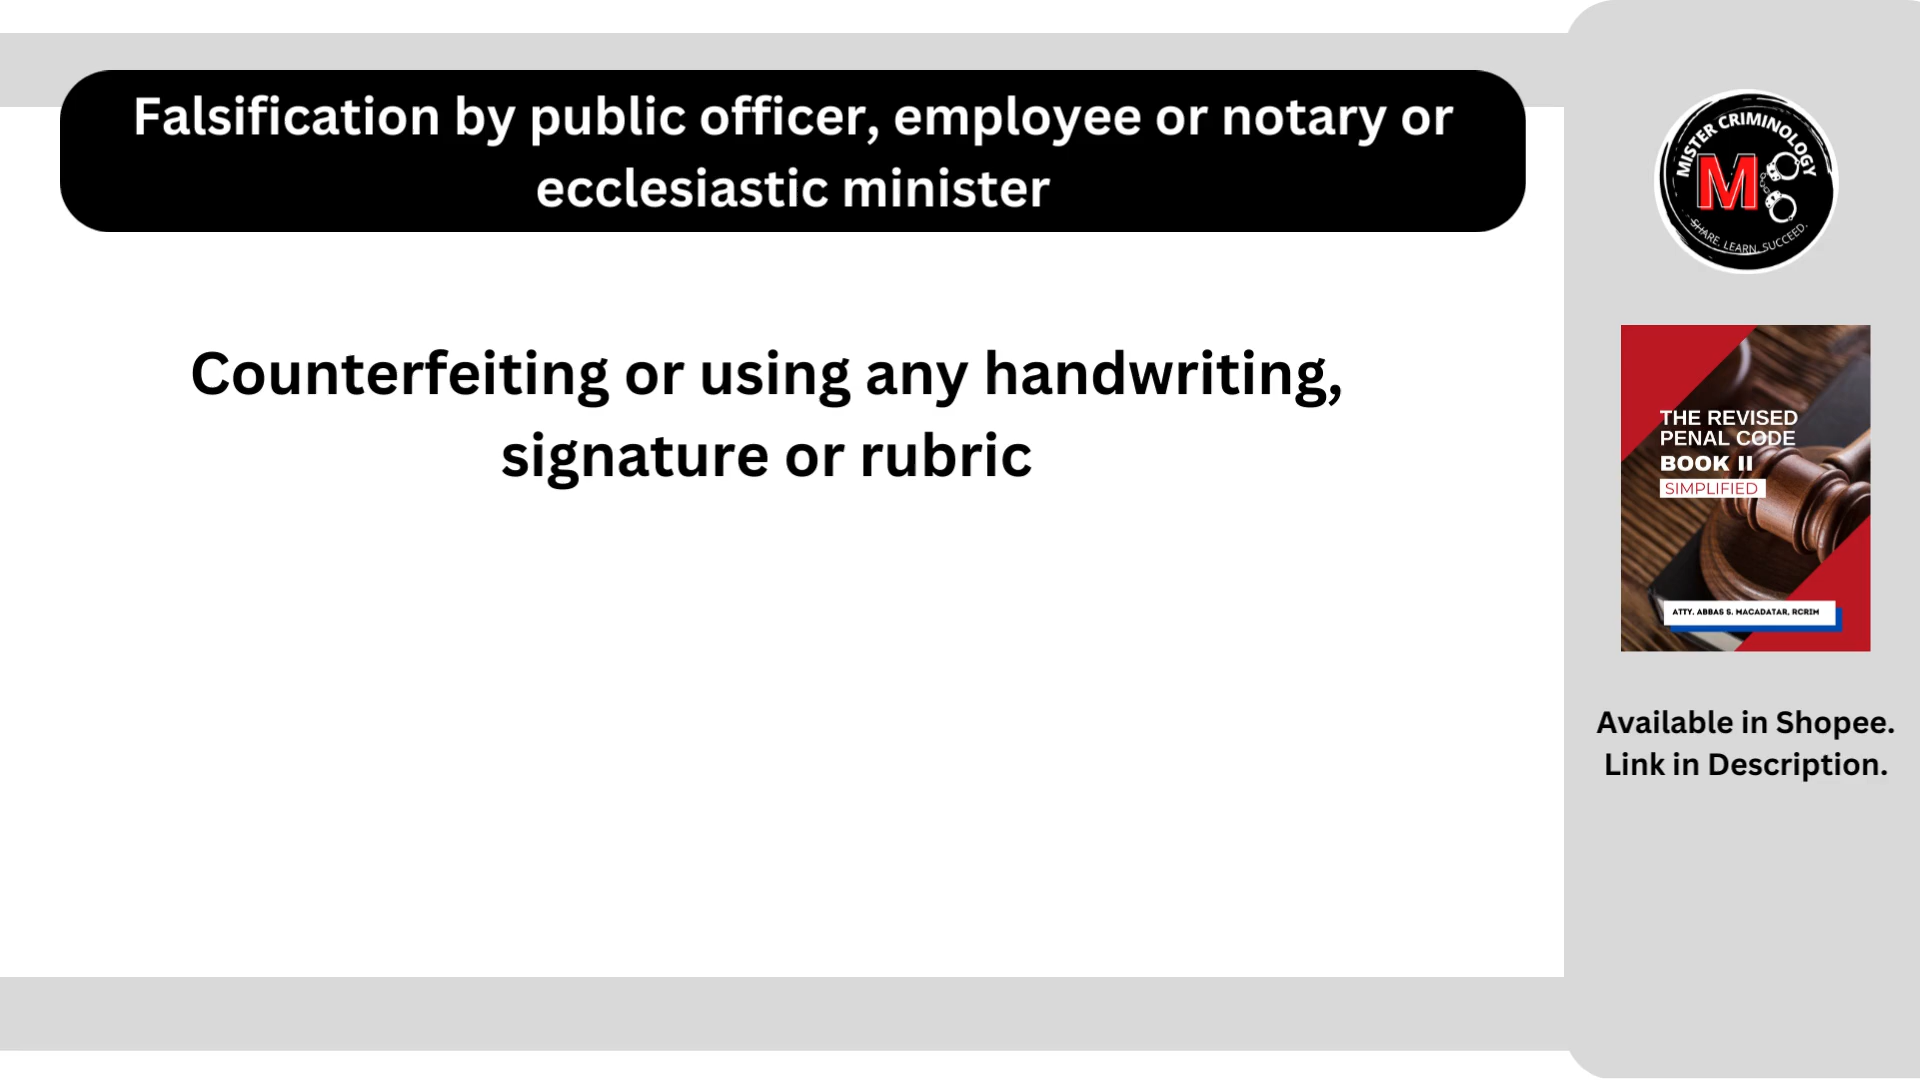 Falsification by public officer, employee or notary or
ecclesiastic minister
Counterfeiting or using any handwriting,
signature or rubric
MISTER CRIMINOLOGY
M
SHARE. LEARN. SUCCEED.
THE REVISED
PENAL CODE
BOOK II
SIMPLIFIED
ATTY. ABBAS S. MACADATAR, RCRIM
Available in Shopee.
Link in Description.